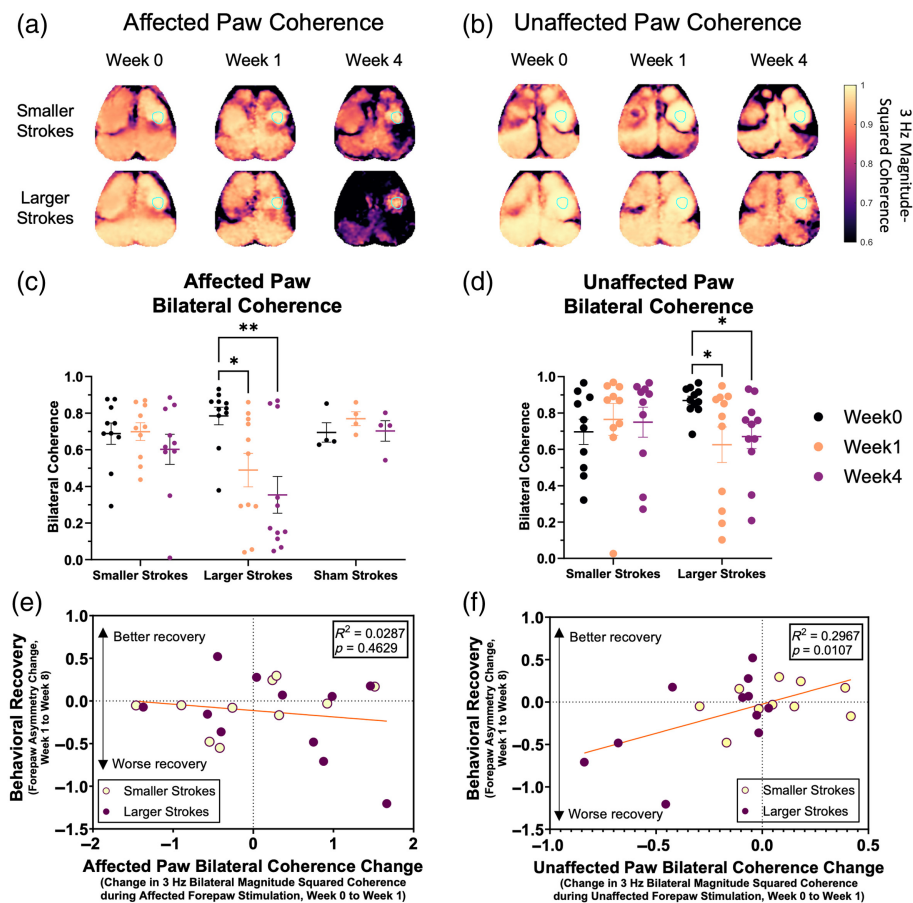 (a) Affected Paw Coherence
Week 0 Week 1 Week 4
Smaller
Strokes
Larger
Strokes
(b) Unaffected Paw Coherence
Week 0 Week 1 Week 4
1
0.9
0.8
0.7
0.6
3 Hz Magnitude-
Squared Coherence
(c) Affected Paw
Bilateral Coherence
Bilateral Coherence
1.0
0.8
0.6
0.4
0.2
0.0
*
**
Smaller Strokes Larger Strokes Sham Strokes
(d) Unaffected Paw
Bilateral Coherence
Bilateral Coherence
1.0
0.8
0.6
0.4
0.2
0.0
*
*
Smaller Strokes Larger Strokes
Week0
Week1
Week4
(e)
Behavioral Recovery
(Forepaw Asymmetry Change,
Week 1 to Week 8)
1.0
0.5
0.0
−0.5
−1.0
−1.5
Better recovery
Worse recovery
R² = 0.0287
p = 0.4629
Smaller Strokes
Larger Strokes
−2 −1 0 1 2
Affected Paw Bilateral Coherence Change
(Change in 3 Hz Bilateral Magnitude Squared Coherence
during Affected Forepaw Stimulation, Week 0 to Week 1)
(f)
Behavioral Recovery
(Forepaw Asymmetry Change,
Week 1 to Week 8)
1.0
0.5
0.0
−0.5
−1.0
−1.5
Better recovery
Worse recovery
R² = 0.2967
p = 0.0107
Smaller Strokes
Larger Strokes
−1.0 −0.5 0.0 0.5
Unaffected Paw Bilateral Coherence Change
(Change in 3 Hz Bilateral Magnitude Squared Coherence
during Unaffected Forepaw Stimulation, Week 0 to Week 1)